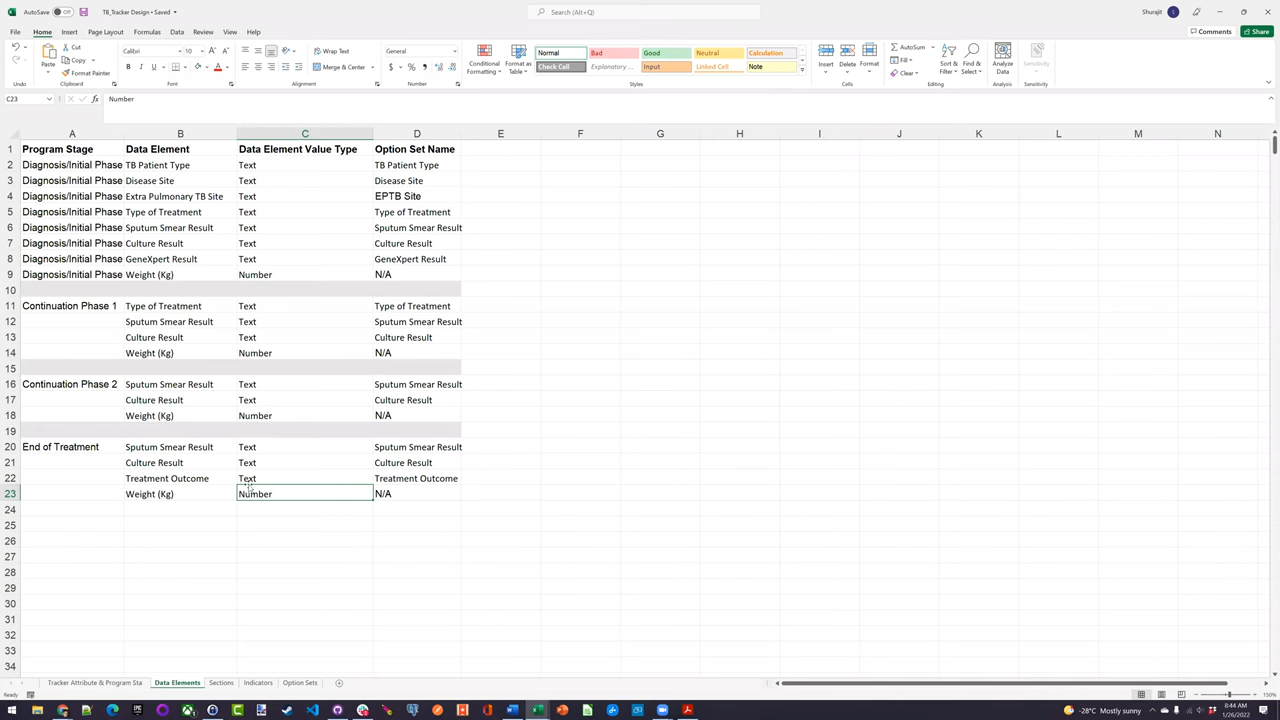 AutoSave Off TB_Tracker Design • Saved Search (Alt+Q) Shurajit S
File Home Insert Page Layout Formulas Data Review View Help Comments Share
Cut
Copy
Format Painter
Paste
Calibri 10
B I U
Wrap Text
Merge & Center
General
$ % 9
Conditional Formatting
Format as Table
Normal Bad Good Neutral Calculation
Check Cell Explanatory ... Input Linked Cell Note
Insert Delete Format
AutoSum
Fill
Clear
Sort & Filter
Find & Select
Analyze Data
Sensitivity
Undo Clipboard Font Alignment Number Styles Cells Editing Analysis Sensitivity
C23 fx Number
A B C D E F G H I J K L M N
1 Program Stage Data Element Data Element Value Type Option Set Name
2 Diagnosis/Initial Phase TB Patient Type Text TB Patient Type
3 Diagnosis/Initial Phase Disease Site Text Disease Site
4 Diagnosis/Initial Phase Extra Pulmonary TB Site Text EPTB Site
5 Diagnosis/Initial Phase Type of Treatment Text Type of Treatment
6 Diagnosis/Initial Phase Sputum Smear Result Text Sputum Smear Result
7 Diagnosis/Initial Phase Culture Result Text Culture Result
8 Diagnosis/Initial Phase GeneXpert Result Text GeneXpert Result
9 Diagnosis/Initial Phase Weight (Kg) Number N/A
10
11 Continuation Phase 1 Type of Treatment Text Type of Treatment
12 Sputum Smear Result Text Sputum Smear Result
13 Culture Result Text Culture Result
14 Weight (Kg) Number N/A
15
16 Continuation Phase 2 Sputum Smear Result Text Sputum Smear Result
17 Culture Result Text Culture Result
18 Weight (Kg) Number N/A
19
20 End of Treatment Sputum Smear Result Text Sputum Smear Result
21 Culture Result Text Culture Result
22 Treatment Outcome Text Treatment Outcome
23 Weight (Kg) Number N/A
24
25
26
27
28
29
30
31
32
33
34
Tracker Attribute & Program Sta Data Elements Sections Indicators Option Sets
Ready 150%
-28°C Mostly sunny
8:44 AM
1/26/2022